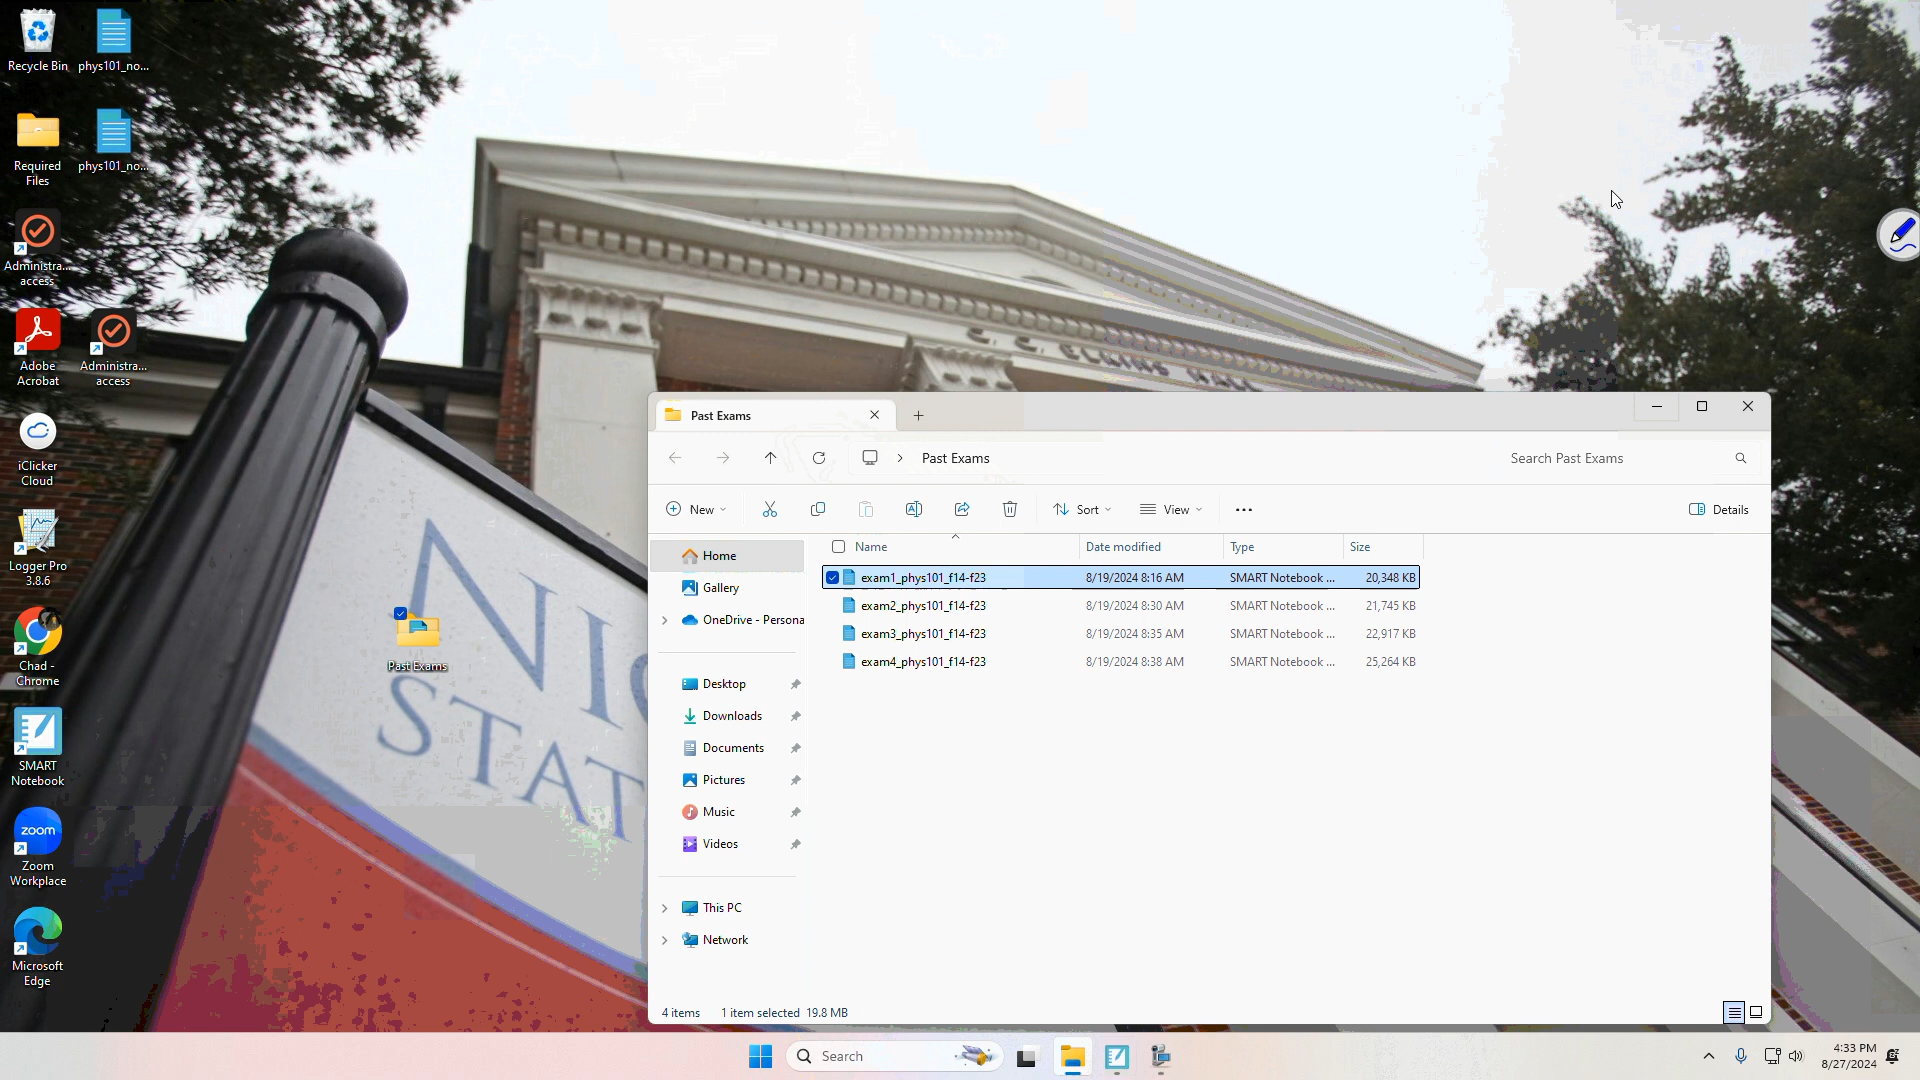 Recycle Bin
phys101_no...
Required
Files
phys101_no...
Administra...
access
Adobe
Acrobat
Administra...
access
iClicker
Cloud
Logger Pro
3.8.6
Chad -
Chrome
SMART
Notebook
zoom
Zoom
Workplace
Microsoft
Edge
Past Exams
NIC
STAT
Past Exams
Past Exams
Search Past Exams
New
Sort
View
Details
Home
Gallery
OneDrive - Persona
Desktop
Downloads
Documents
Pictures
Music
Videos
This PC
Network
Name Date modified Type Size
exam1_phys101_f14-f23 8/19/2024 8:16 AM SMART Notebook ... 20,348 KB
exam2_phys101_f14-f23 8/19/2024 8:30 AM SMART Notebook ... 21,745 KB
exam3_phys101_f14-f23 8/19/2024 8:35 AM SMART Notebook ... 22,917 KB
exam4_phys101_f14-f23 8/19/2024 8:38 AM SMART Notebook ... 25,264 KB
4 items 1 item selected 19.8 MB
Search
4:33 PM
8/27/2024